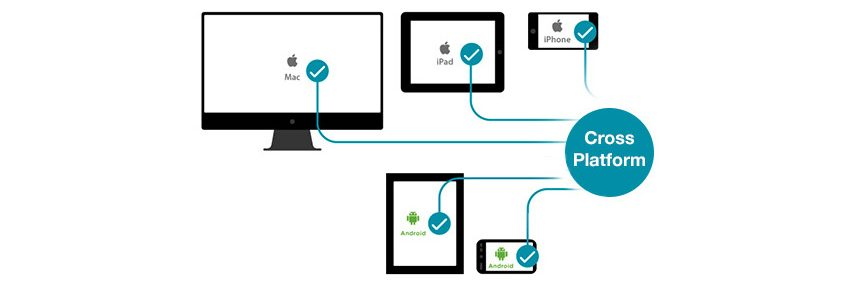 Mac
iPad
iPhone
Cross
Platform
Android
Android